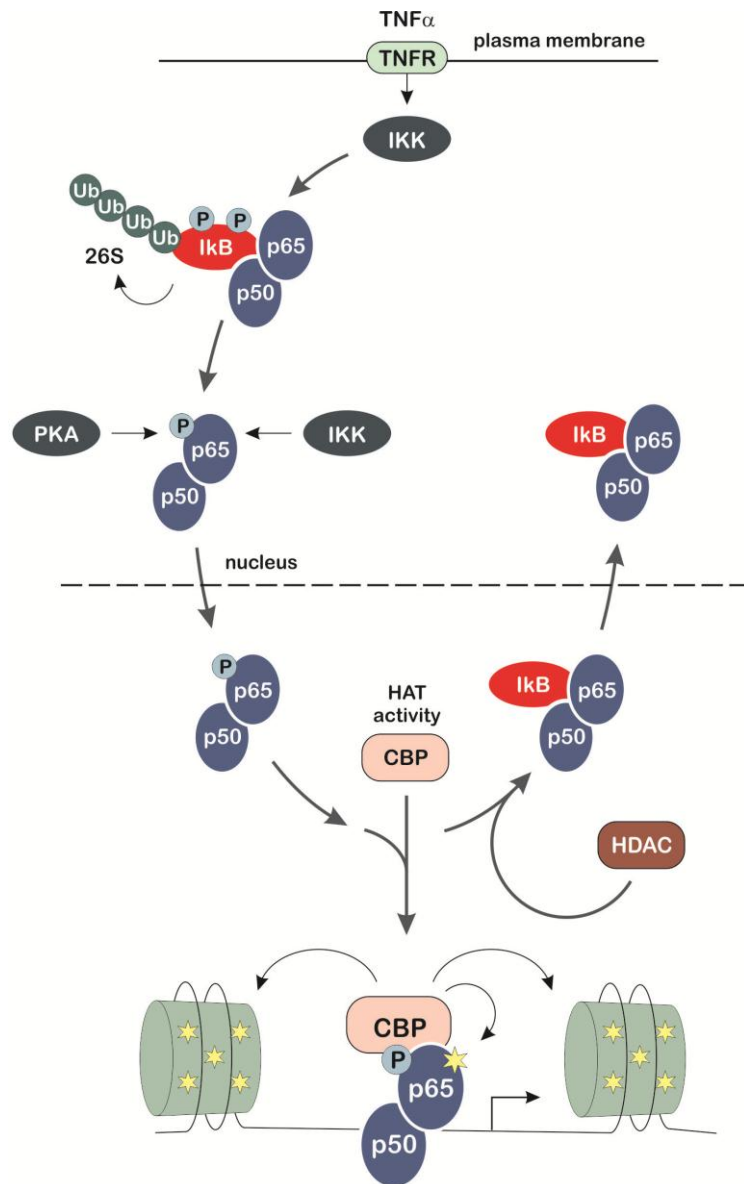 TNFα
plasma membrane
TNFR
IKK
Ub
Ub
Ub
Ub
P
P
IkB
p65
26S
p50
P
PKA
p65
IKK
p50
IkB
p65
p50
nucleus
P
p65
p50
HAT
activity
CBP
IkB
p65
p50
HDAC
CBP
P
p65
p50